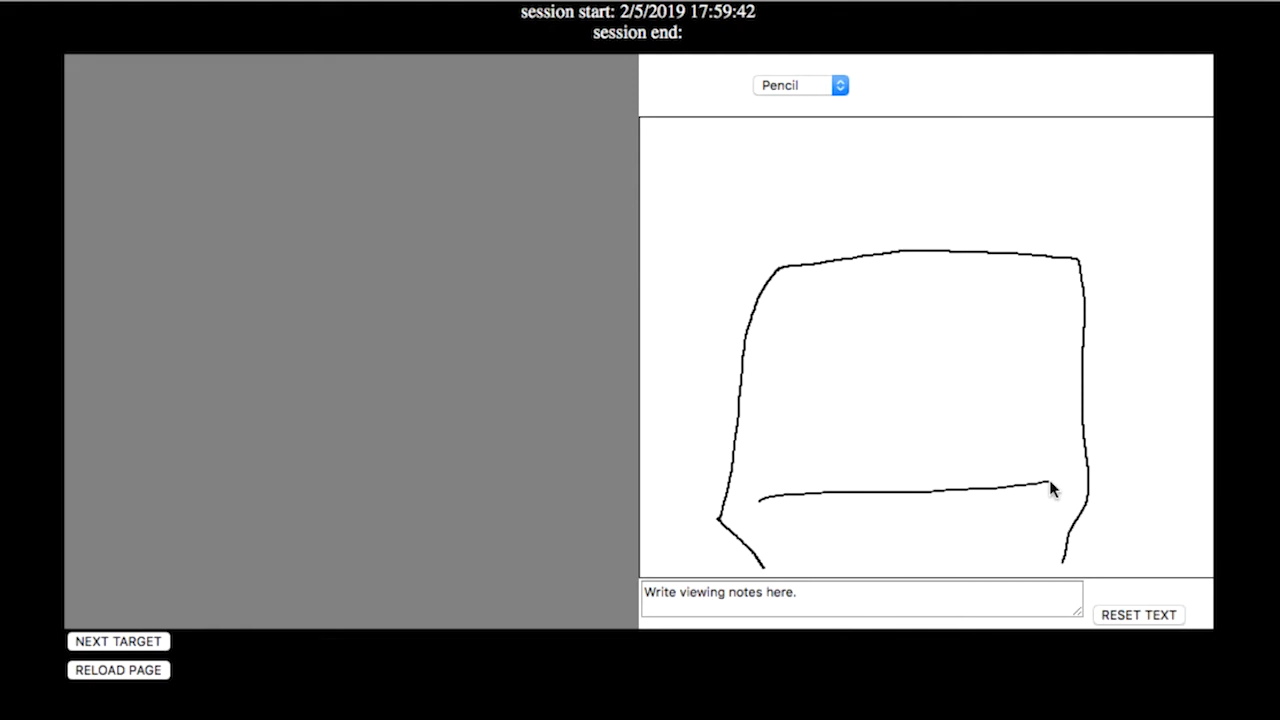 session start: 2/5/2019 17:59:42
session end:
Pencil
Write viewing notes here.
RESET TEXT
NEXT TARGET
RELOAD PAGE